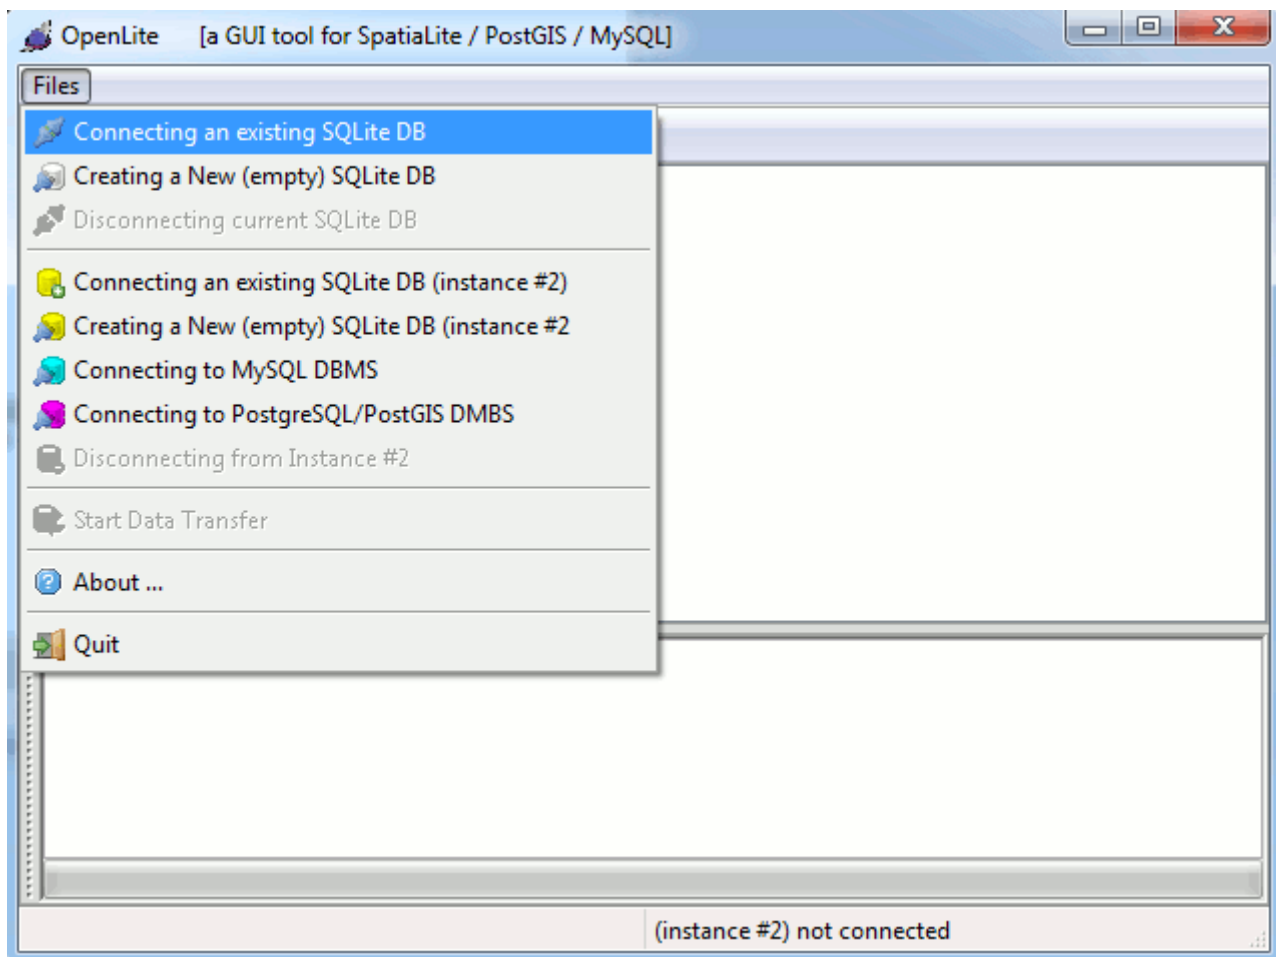 OpenLite [a GUI tool for SpatiaLite / PostGIS / MySQL]
Files
Connecting an existing SQLite DB
Creating a New (empty) SQLite DB
Disconnecting current SQLite DB
Connecting an existing SQLite DB (instance #2)
Creating a New (empty) SQLite DB (instance #2
Connecting to MySQL DBMS
Connecting to PostgreSQL/PostGIS DMBS
Disconnecting from Instance #2
Start Data Transfer
About ...
Quit
(instance #2) not connected